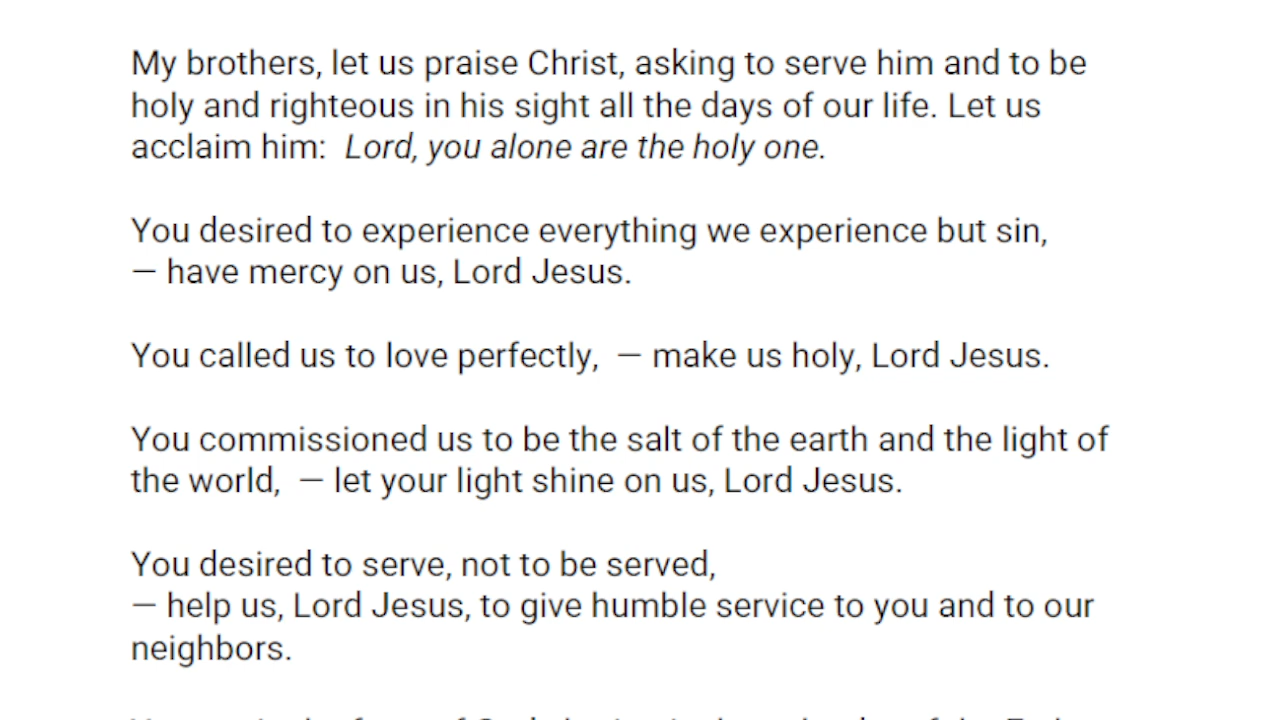 My brothers, let us praise Christ, asking to serve him and to be
holy and righteous in his sight all the days of our life. Let us
acclaim him:  Lord, you alone are the holy one.
You desired to experience everything we experience but sin,
— have mercy on us, Lord Jesus.
You called us to love perfectly,  — make us holy, Lord Jesus.
You commissioned us to be the salt of the earth and the light of
the world,  — let your light shine on us, Lord Jesus.
You desired to serve, not to be served,
— help us, Lord Jesus, to give humble service to you and to our
neighbors.